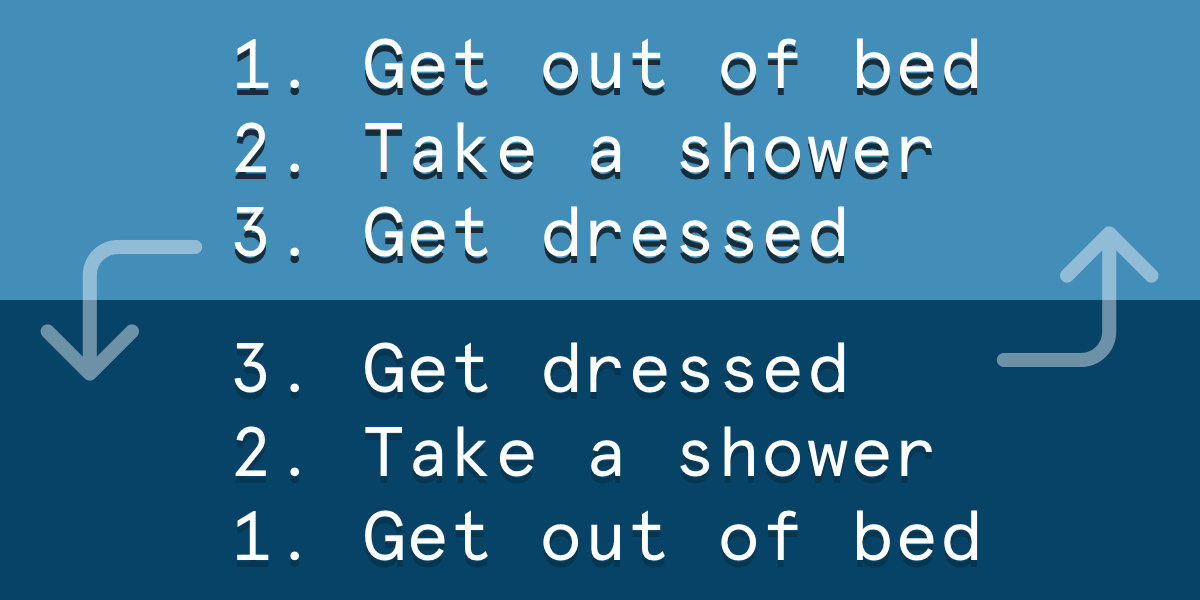 1. Get out of bed
2. Take a shower
3. Get dressed
3. Get dressed
2. Take a shower
1. Get out of bed